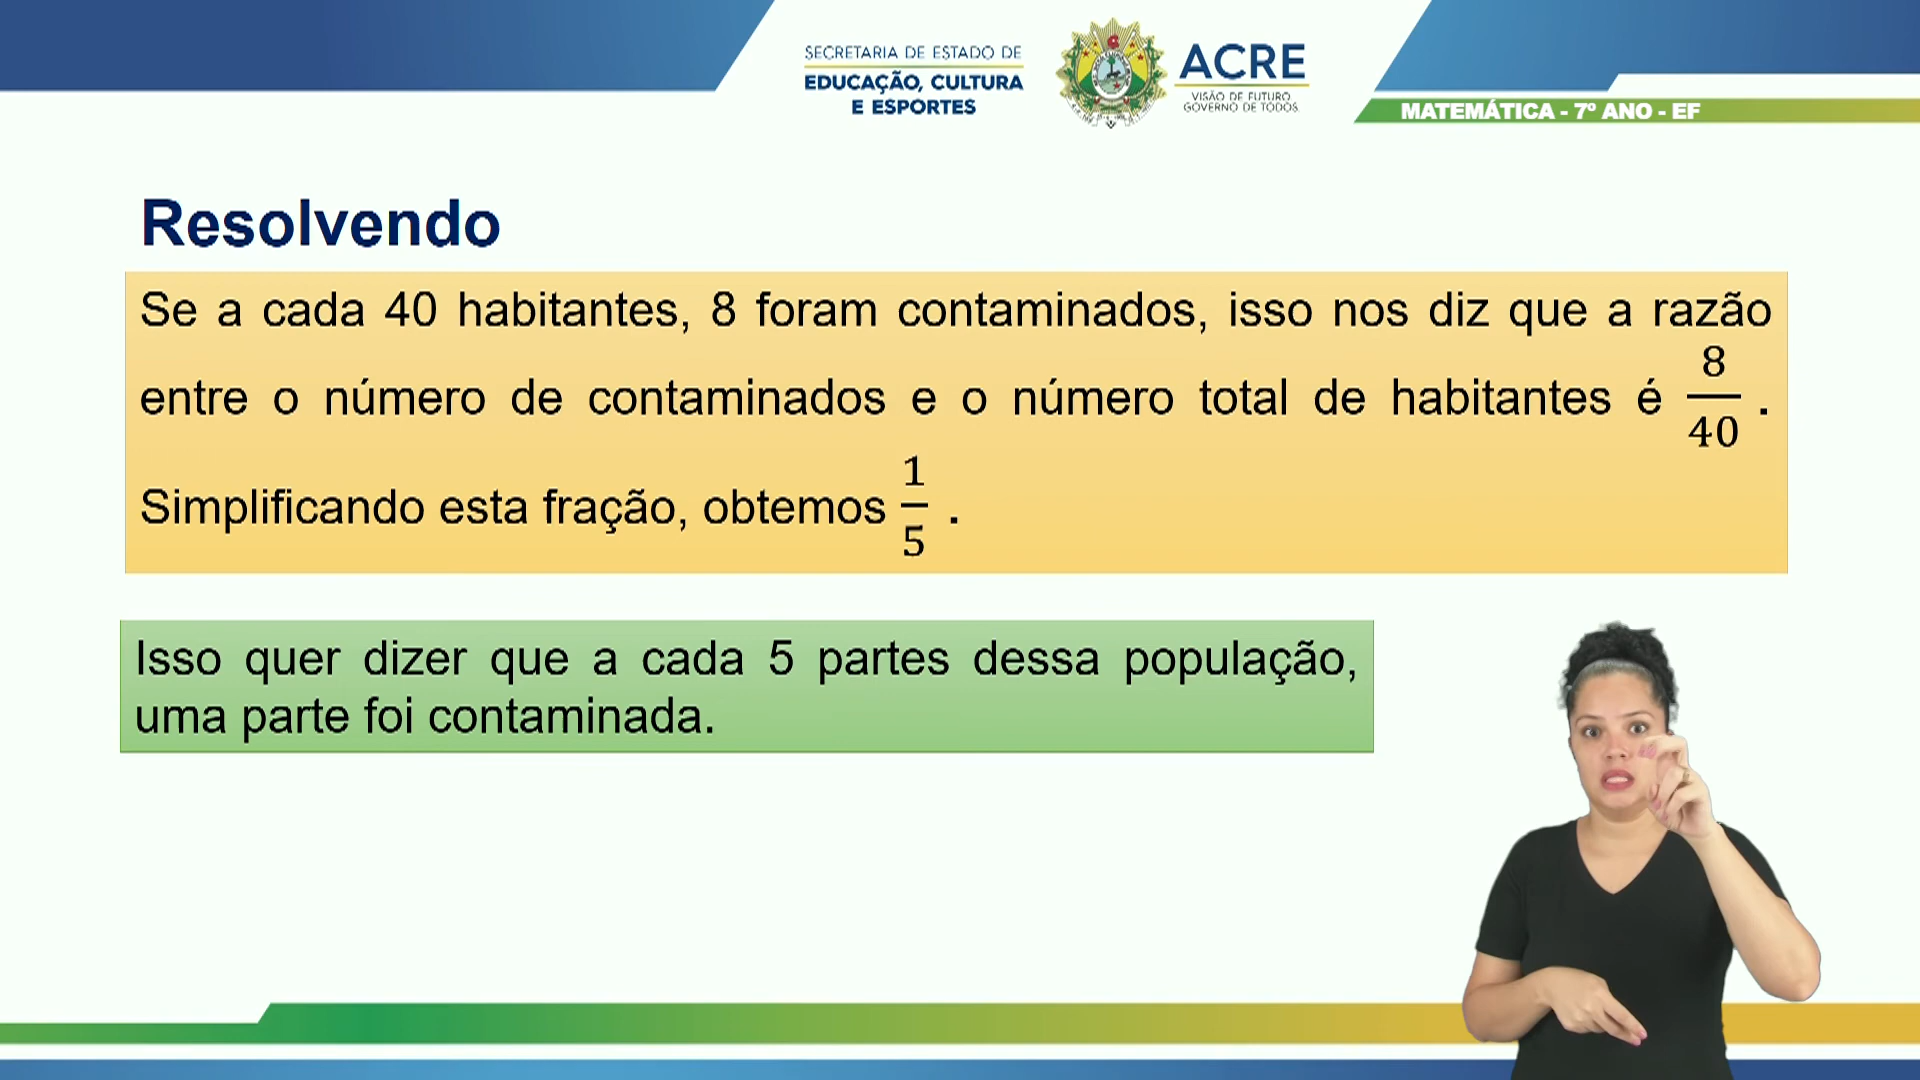 SECRETARIA DE ESTADO DE
EDUCAÇÃO, CULTURA
E ESPORTES
ACRE
VISÃO DE FUTURO
GOVERNO DE TODOS
MATEMÁTICA - 7º ANO - EF
Resolvendo
Se a cada 40 habitantes, 8 foram contaminados, isso nos diz que a razão
entre o número de contaminados e o número total de habitantes é 8/40 .
Simplificando esta fração, obtemos 1/5 .
Isso quer dizer que a cada 5 partes dessa população,
uma parte foi contaminada.